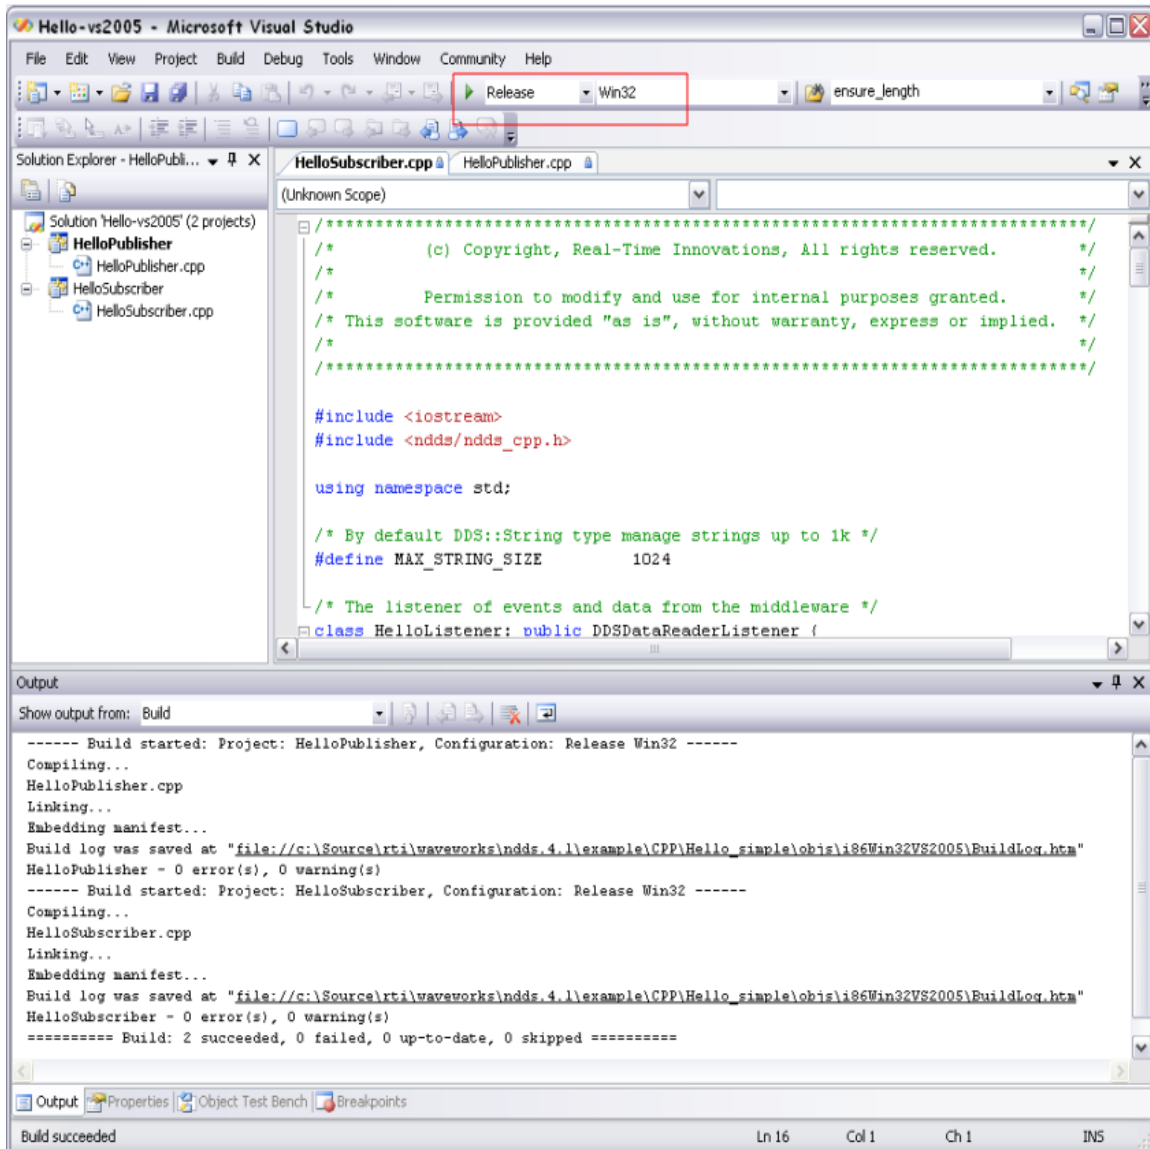 Hello-vs2005 - Microsoft Visual Studio
File Edit View Project Build Debug Tools Window Community Help
Release Win32 ensure_length
Solution Explorer - HelloPubli...
HelloSubscriber.cpp HelloPublisher.cpp
(Unknown Scope)
Solution 'Hello-vs2005' (2 projects)
HelloPublisher
HelloPublisher.cpp
HelloSubscriber
HelloSubscriber.cpp
/*****************************************************************************/
/* (c) Copyright, Real-Time Innovations, All rights reserved. */
/* */
/* Permission to modify and use for internal purposes granted. */
/* This software is provided "as is", without warranty, express or implied. */
/* */
/*****************************************************************************/
#include <iostream>
#include <ndds/ndds_cpp.h>
using namespace std;
/* By default DDS::String type manage strings up to 1k */
#define MAX_STRING_SIZE 1024
/* The listener of events and data from the middleware */
class HelloListener: public DDSDataReaderListener {
Output
Show output from: Build
------ Build started: Project: HelloPublisher, Configuration: Release Win32 ------
Compiling...
HelloPublisher.cpp
Linking...
Embedding manifest...
Build log was saved at "file://c:\Source\rti\waveworks\ndds.4.1\example\CPP\Hello_simple\objs\i86Win32VS2005\BuildLog.htm"
HelloPublisher - 0 error(s), 0 warning(s)
------ Build started: Project: HelloSubscriber, Configuration: Release Win32 ------
Compiling...
HelloSubscriber.cpp
Linking...
Embedding manifest...
Build log was saved at "file://c:\Source\rti\waveworks\ndds.4.1\example\CPP\Hello_simple\objs\i86Win32VS2005\BuildLog.htm"
HelloSubscriber - 0 error(s), 0 warning(s)
========== Build: 2 succeeded, 0 failed, 0 up-to-date, 0 skipped ==========
Output Properties Object Test Bench Breakpoints
Build succeeded Ln 16 Col 1 Ch 1 INS